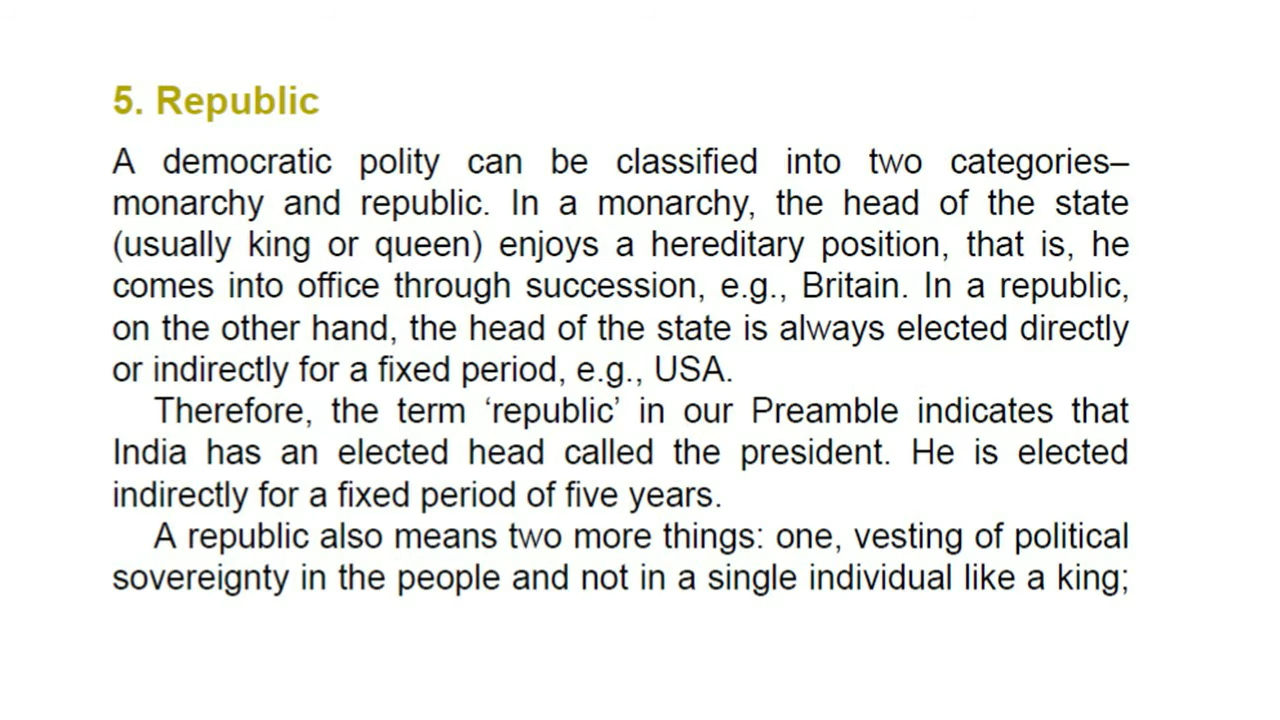 5. Republic
A democratic polity can be classified into two categories–
monarchy and republic. In a monarchy, the head of the state
(usually king or queen) enjoys a hereditary position, that is, he
comes into office through succession, e.g., Britain. In a republic,
on the other hand, the head of the state is always elected directly
or indirectly for a fixed period, e.g., USA.
Therefore, the term ‘republic’ in our Preamble indicates that
India has an elected head called the president. He is elected
indirectly for a fixed period of five years.
A republic also means two more things: one, vesting of political
sovereignty in the people and not in a single individual like a king;